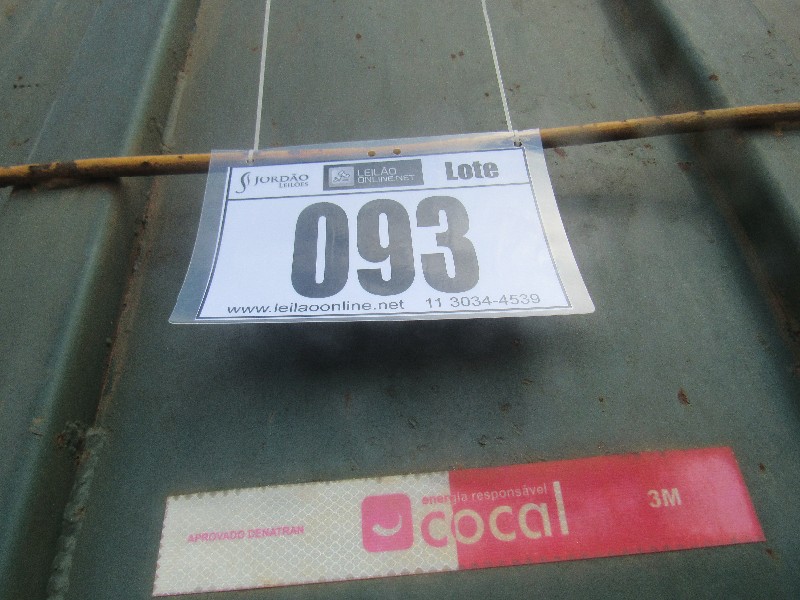 JORDÃO
LEILÕES
LEILÃO
ONLINE.NET
Lote
093
www.leilaoonline.net 11 3034-4539
APROVADO DENATRAN
energia responsável
cocal
3M